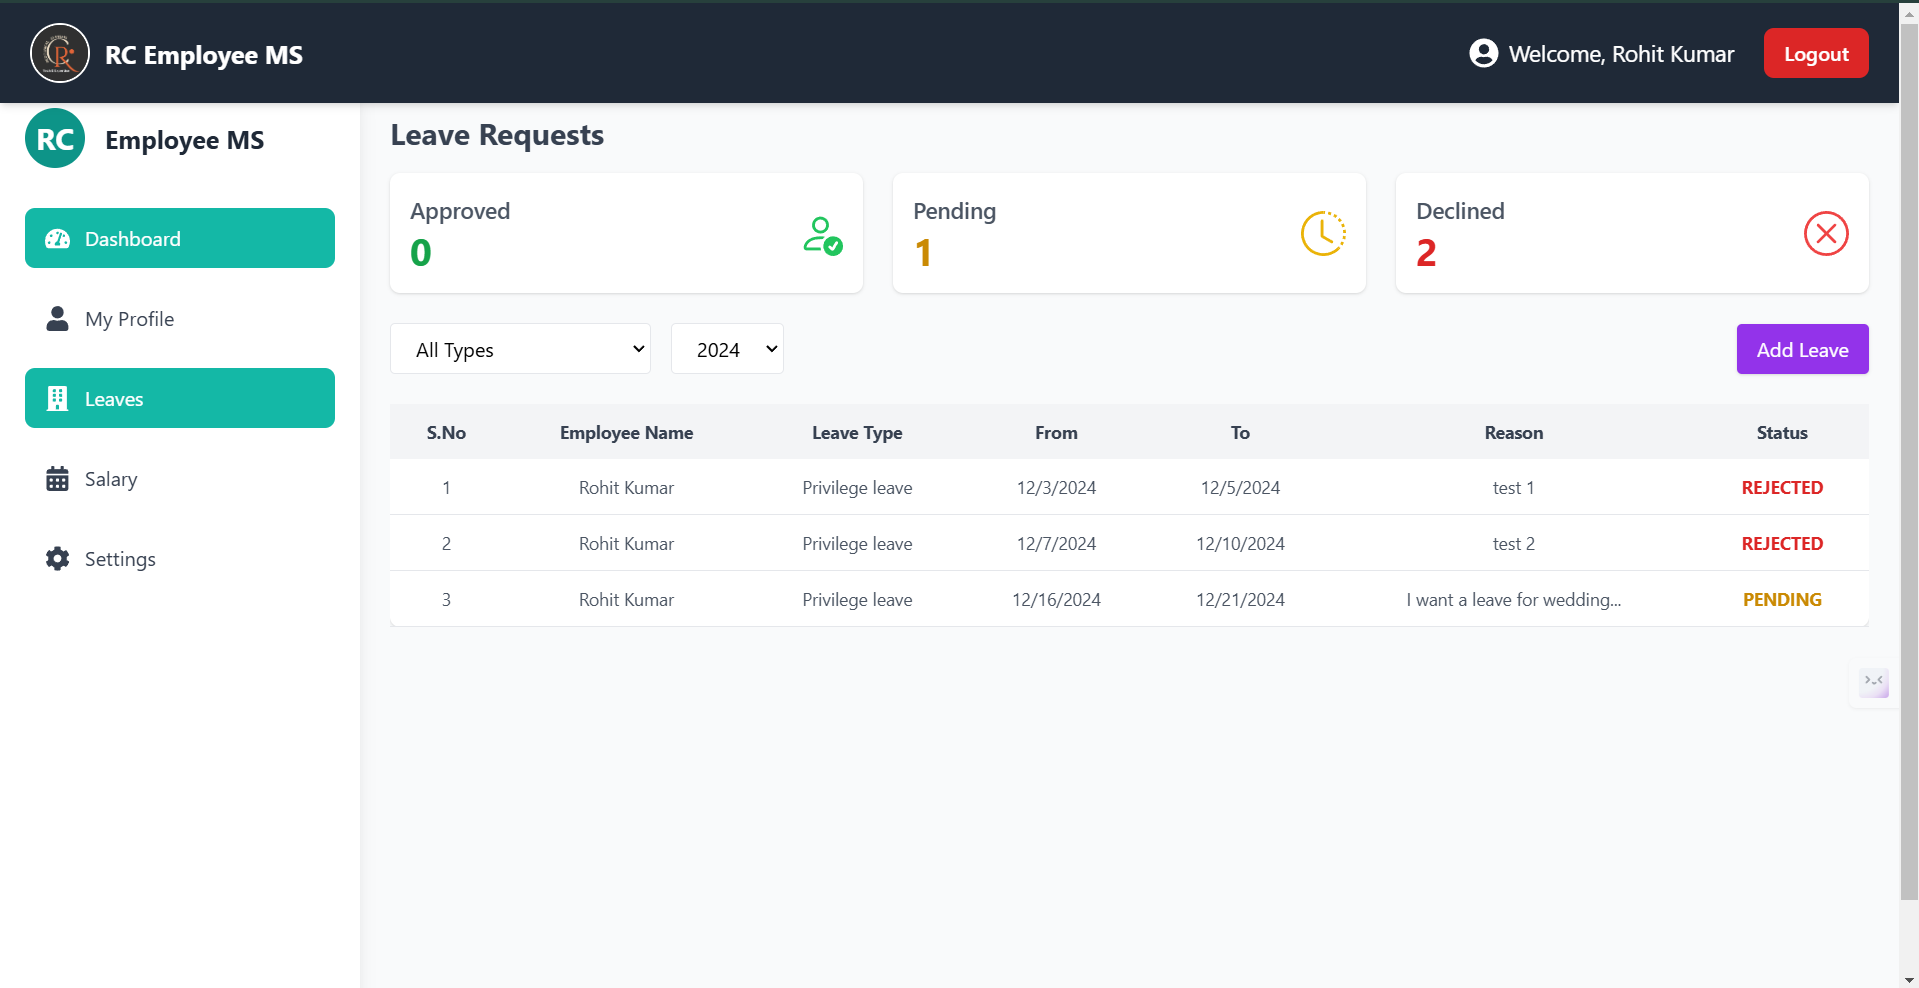 RC Employee MS
Welcome, Rohit Kumar
Logout
RC
Employee MS
Dashboard
My Profile
Leaves
Salary
Settings
Leave Requests
Approved
0
Pending
1
Declined
2
All Types
2024
Add Leave
S.No Employee Name Leave Type From To Reason Status
1 Rohit Kumar Privilege leave 12/3/2024 12/5/2024 test 1 REJECTED
2 Rohit Kumar Privilege leave 12/7/2024 12/10/2024 test 2 REJECTED
3 Rohit Kumar Privilege leave 12/16/2024 12/21/2024 I want a leave for wedding... PENDING